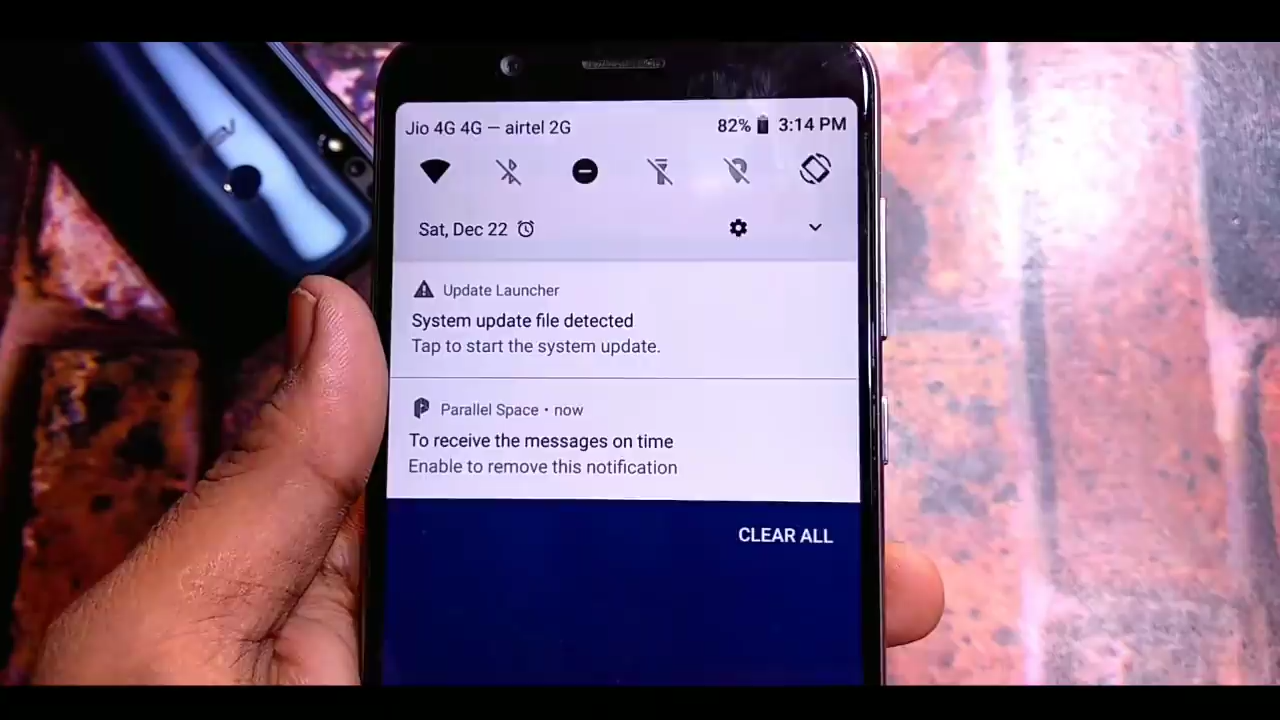 Jio 4G 4G — airtel 2G 82% 3:14 PM
Sat, Dec 22
Update Launcher
System update file detected
Tap to start the system update.
Parallel Space • now
To receive the messages on time
Enable to remove this notification
CLEAR ALL